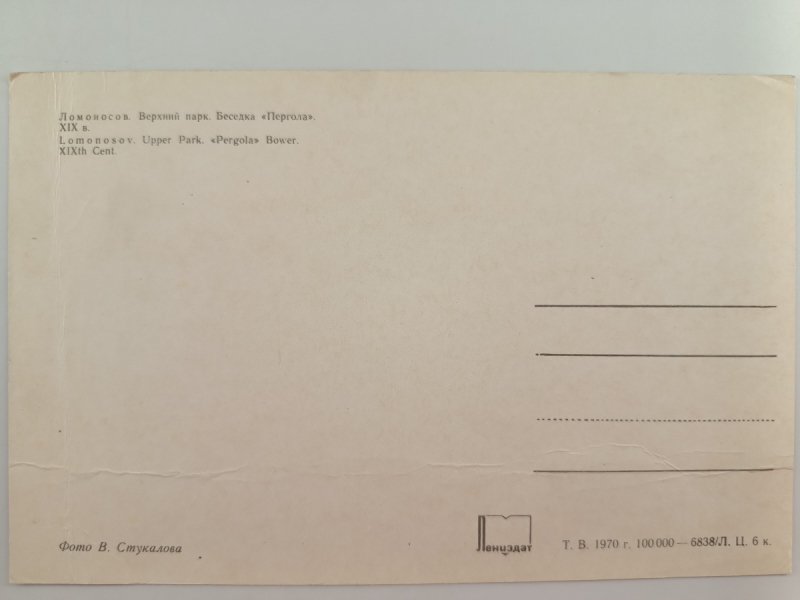 Ломоносов. Верхний парк. Беседка «Пергола».
XIX в.
Lomonosov. Upper Park. «Pergola» Bower.
XIXth Cent.
Фото В. Стукалова
Лениздат
Т. В. 1970 г. 100 000 — 6838/Л. Ц. 6 к.